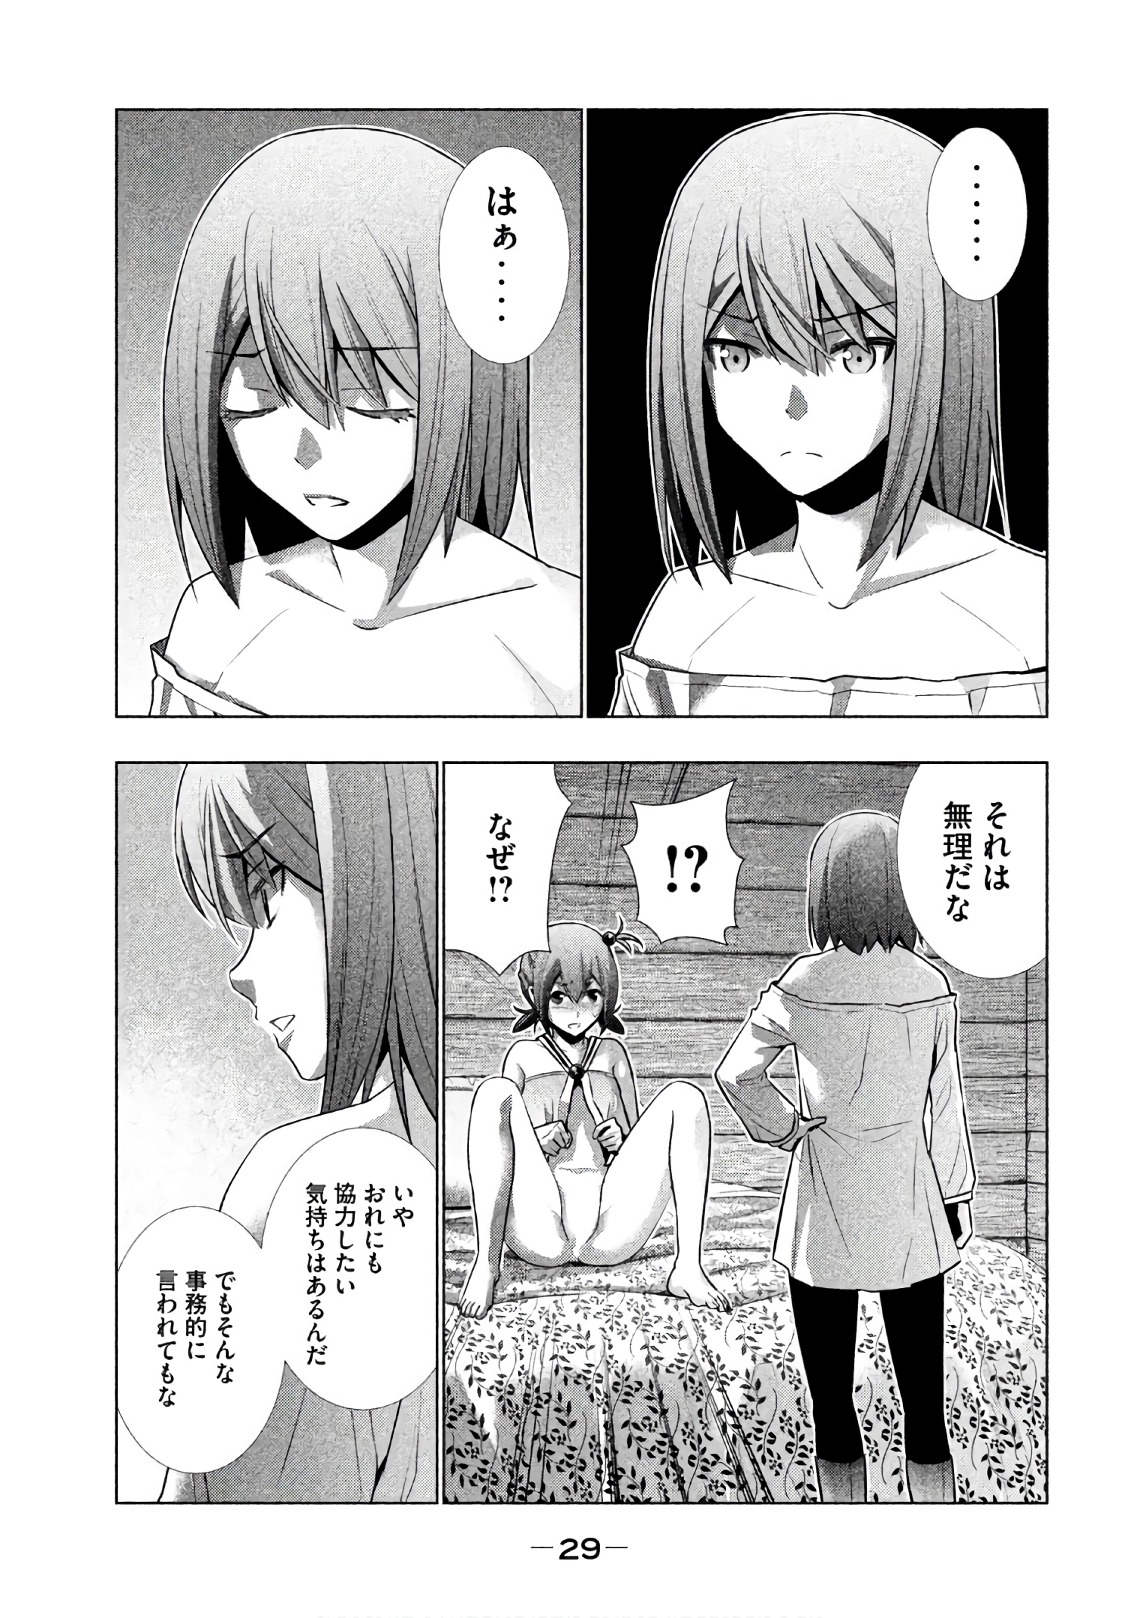 ・・・・・・
はぁ・・・・
それは
無理だな
!?
なぜ!?
いや
おれにも
協力したい
気持ちはあるんだ
でもそんな
事務的に
言われてもな
—29—